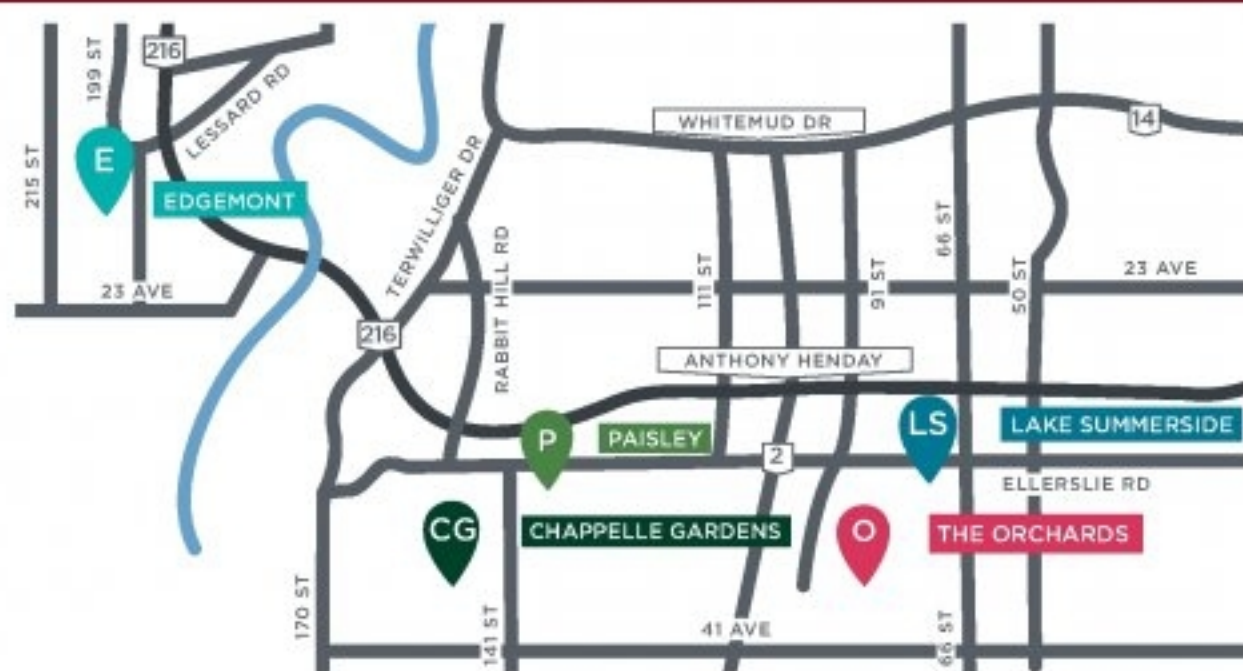 199 ST
216
LESSARD RD
215 ST
E
EDGEMONT
23 AVE
TERWILLIGER DR
216
RABBIT HILL RD
WHITEMUD DR
14
111 ST
91 ST
66 ST
50 ST
23 AVE
ANTHONY HENDAY
P
PAISLEY
2
LS
LAKE SUMMERSIDE
ELLERSLIE RD
CG
CHAPPELLE GARDENS
O
THE ORCHARDS
170 ST
141 ST
41 AVE
66 ST